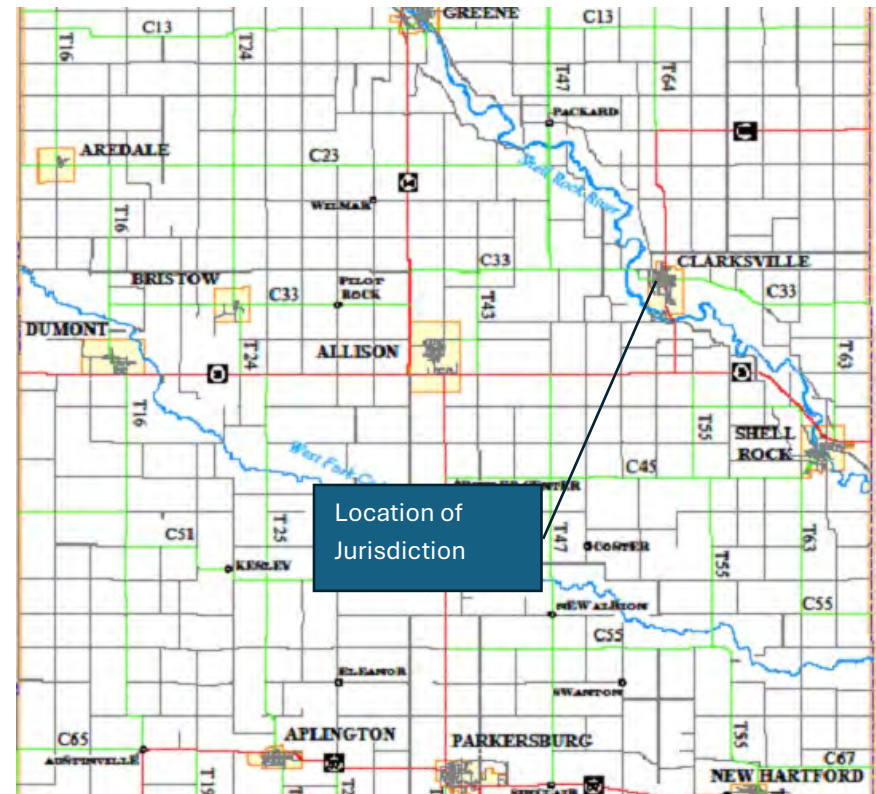 GREENE
C13
C13
T16
T24
T47
T64
PACKARD
AREDALE
C23
Shell Rock River
WILMAR
T16
CLARKSVILLE
C33
BRISTOW
PILOT
ROCK
C33
C33
T43
DUMONT
ALLISON
T24
T63
T16
T55
SHELL
ROCK
West Fork
C45
Location of
Jurisdiction
C51
T25
T47
COSTER
T63
KESLEY
T55
C55
NEW ALBION
C55
ELEANOR
SWANTON
C65
APLINGTON
PARKERSBURG
T55
AUSTINVILLE
C67
NEW HARTFORD
T19
SINCLAIR